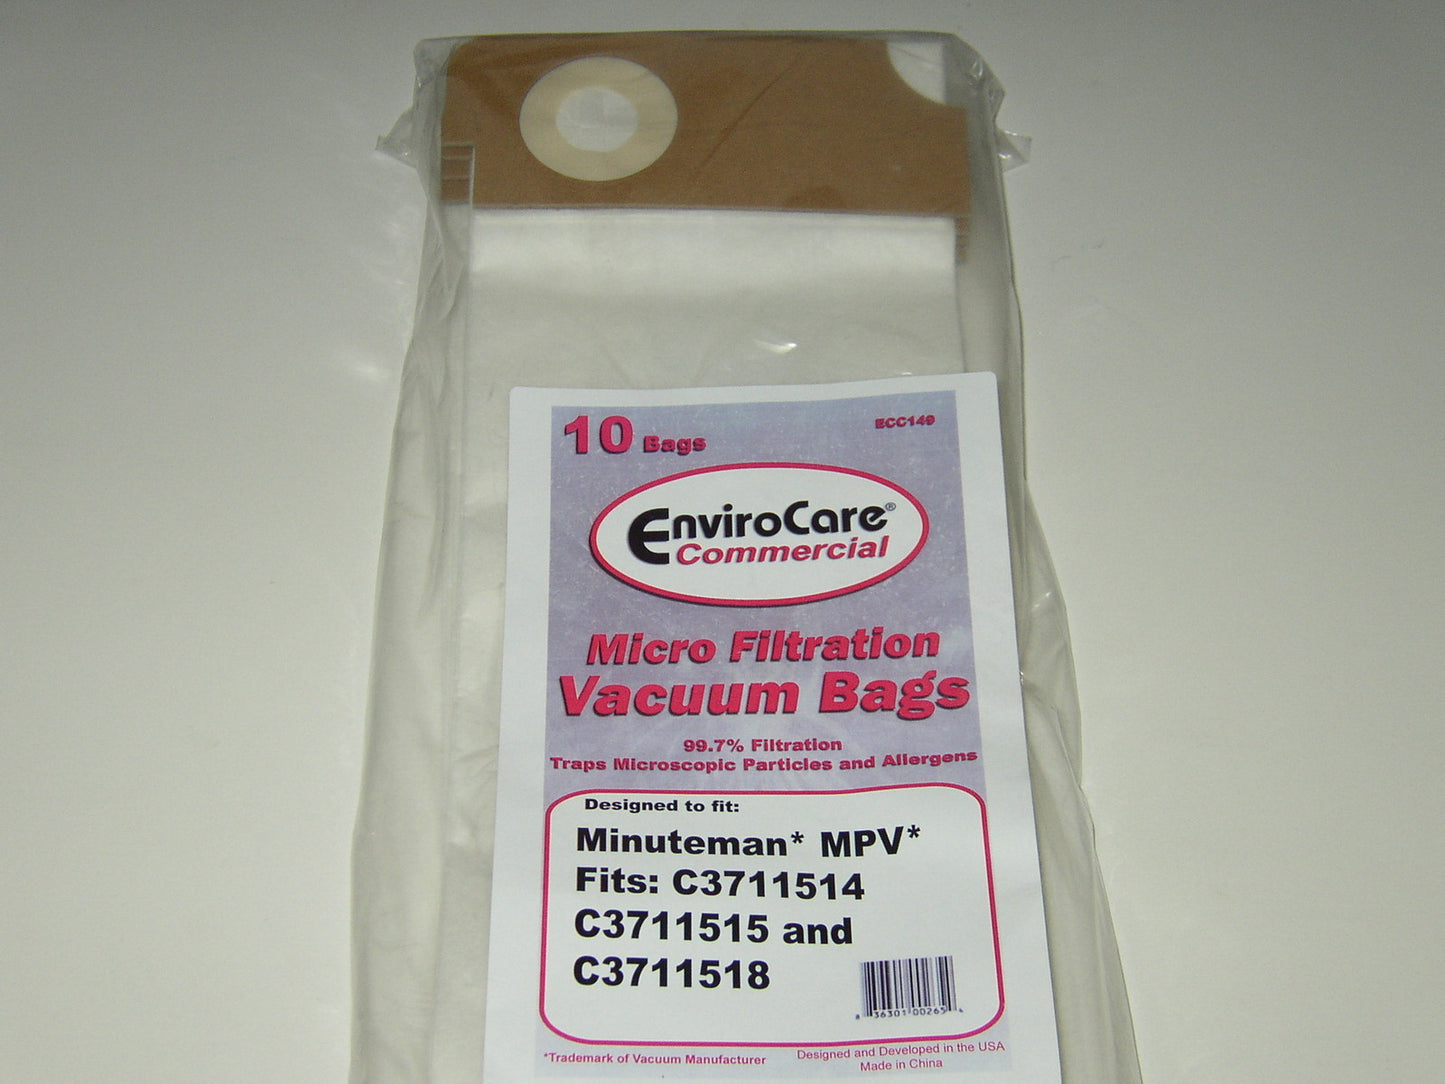 10 Bags
ECC149
EnviroCare®
Commercial
Micro Filtration
Vacuum Bags
99.7% Filtration
Traps Microscopic Particles and Allergens
Designed to fit:
Minuteman* MPV*
Fits: C3711514
C3711515 and
C3711518
36301 00265
*Trademark of Vacuum Manufacturer
Designed and Developed in the USA
Made in China